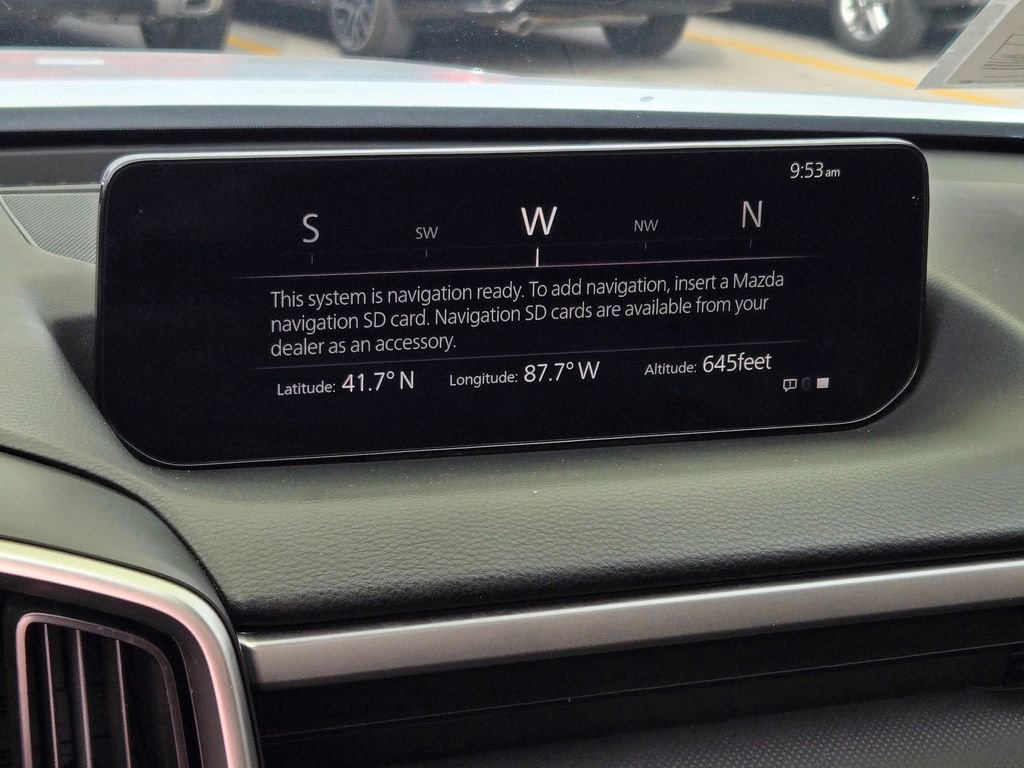 9:53am
S SW W NW N
This system is navigation ready. To add navigation, insert a Mazda
navigation SD card. Navigation SD cards are available from your
dealer as an accessory.
Latitude: 41.7° N Longitude: 87.7° W Altitude: 645feet